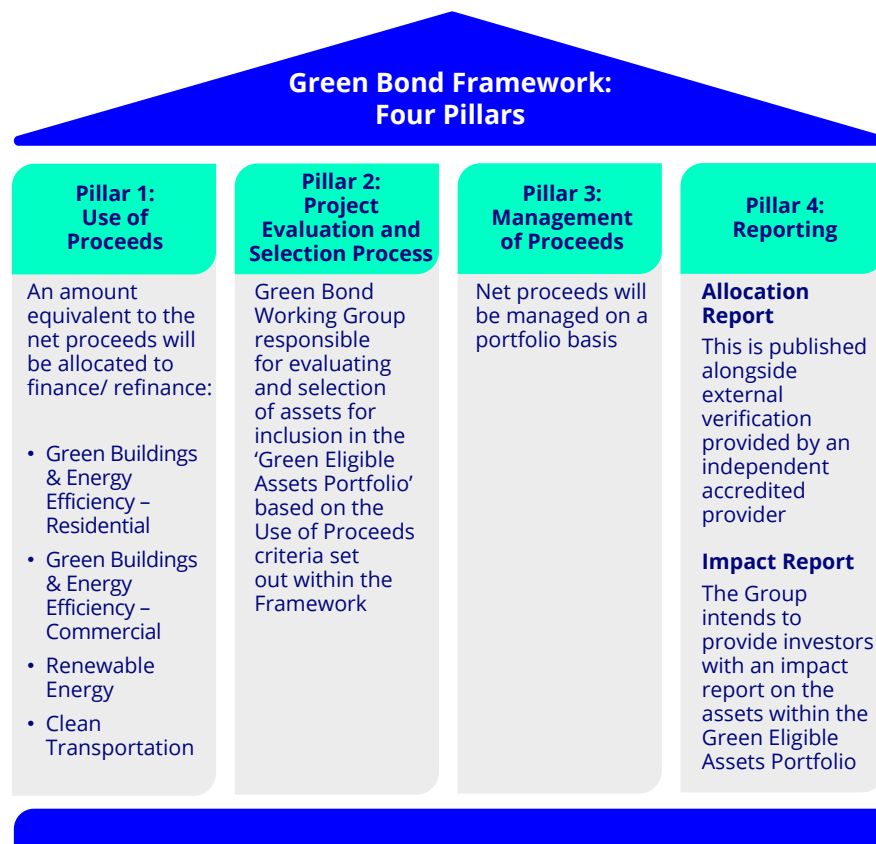 Green Bond Framework:
Four Pillars
Pillar 1:
Use of
Proceeds
An amount
equivalent to the
net proceeds will
be allocated to
finance/ refinance:
• Green Buildings
& Energy
Efficiency –
Residential
• Green Buildings
& Energy
Efficiency –
Commercial
• Renewable
Energy
• Clean
Transportation
Pillar 2:
Project
Evaluation and
Selection Process
Green Bond
Working Group
responsible
for evaluating
and selection
of assets for
inclusion in the
‘Green Eligible
Assets Portfolio’
based on the
Use of Proceeds
criteria set
out within the
Framework
Pillar 3:
Management
of Proceeds
Net proceeds will
be managed on a
portfolio basis
Pillar 4:
Reporting
Allocation
Report
This is published
alongside
external
verification
provided by an
independent
accredited
provider
Impact Report
The Group
intends to
provide investors
with an impact
report on the
assets within the
Green Eligible
Assets Portfolio